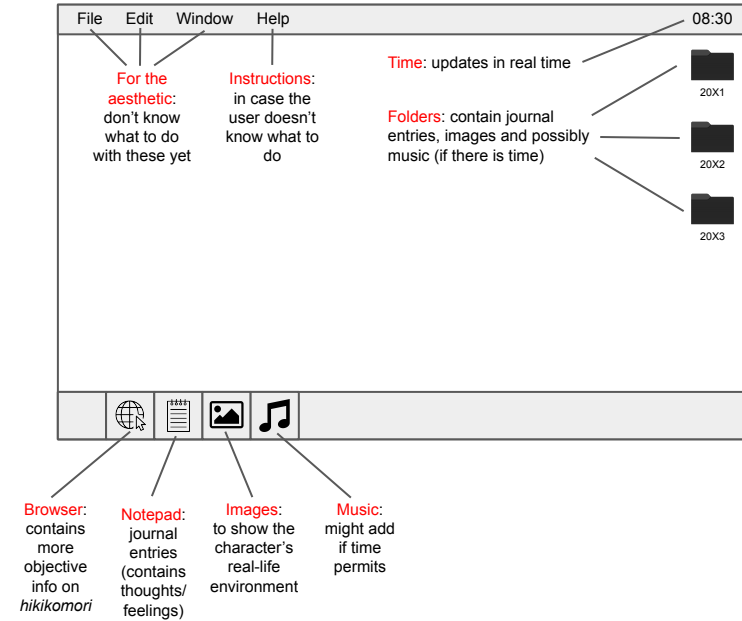 File Edit Window Help 08:30
For the
aesthetic:
don't know
what to do
with these yet
Instructions:
in case the
user doesn't
know what to
do
Time: updates in real time
Folders: contain journal
entries, images and possibly
music (if there is time)
20X1
20X2
20X3
Browser:
contains
more
objective
info on
hikikomori
Notepad:
journal
entries
(contains
thoughts/
feelings)
Images:
to show the
character's
real-life
environment
Music:
might add
if time
permits